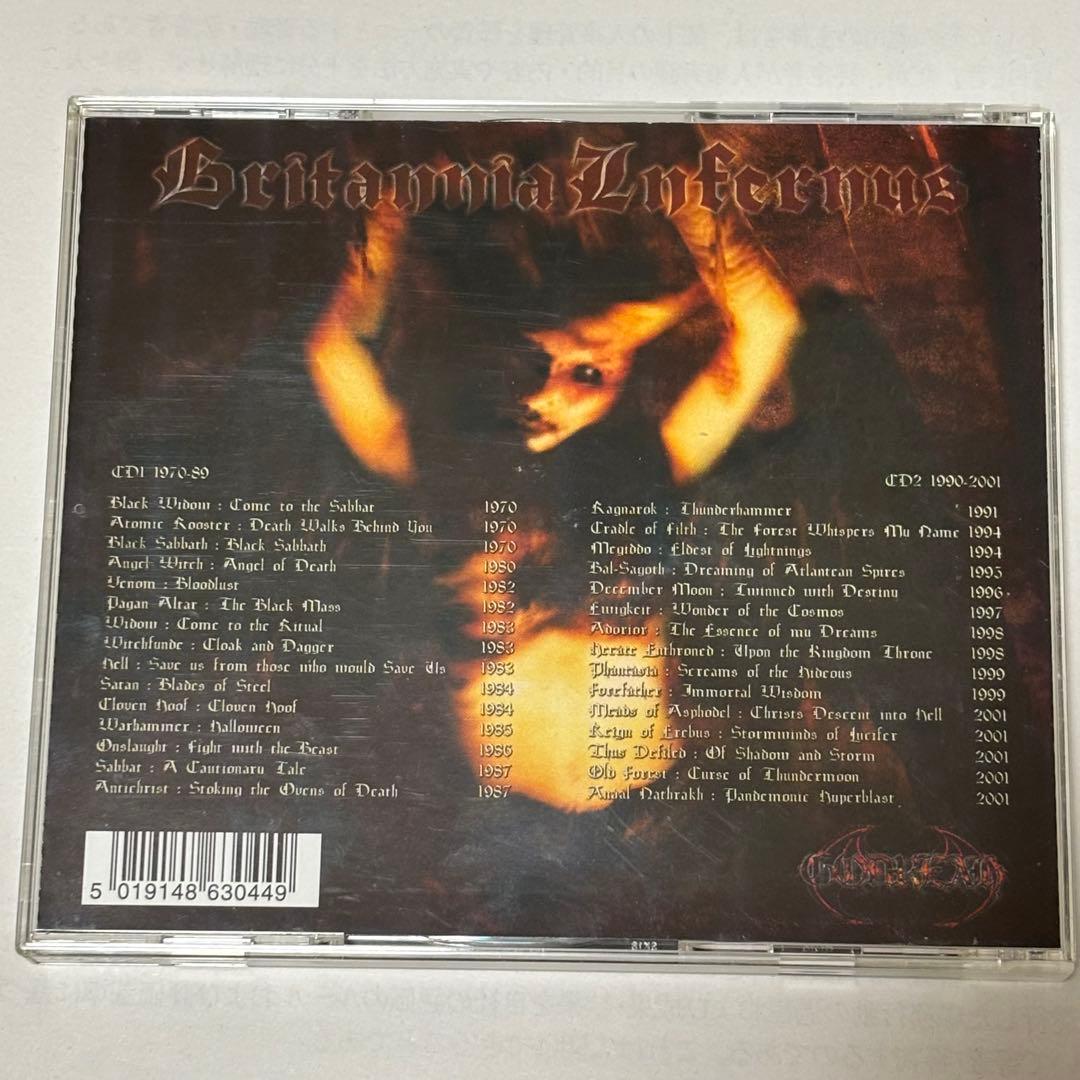 Britannia Infernus
CD1 1970-89
Black Widow : Come to the Sabbat 1970
Atomic Rooster : Death Walks Behind You 1970
Black Sabbath : Black Sabbath 1970
Angel Witch : Angel of Death 1980
Venom : Bloodlust 1982
Pagan Altar : The Black Mass 1982
Widow : Come to the Ritual 1983
Witchfynde : Cloak and Dagger 1983
Hell : Save us from those who would Save Us 1983
Satan : Blades of Steel 1984
Cloven Hoof : Cloven Hoof 1984
Warhammer : Halloween 1985
Onslaught : Fight with the Beast 1986
Sabbat : A Cautionary Tale 1987
Antichrist : Stoking the Ovens of Death 1987
CD2 1990-2001
Ragnarok : Thunderhammer 1991
Cradle of Filth : The Forest Whispers My Name 1994
Megiddo : Eldest of Lightnings 1994
Bal-Sagoth : Dreaming of Atlantean Spires 1995
December Moon : Twinned with Destiny 1996
Ewigkeit : Wonder of the Cosmos 1997
Adorior : The Essence of my Dreams 1998
Hecate Enthroned : Upon the Kingdom Throne 1998
Phantasia : Screams of the Hideous 1999
Forefather : Immortal Wisdom 1999
Meads of Asphodel : Christs Descent into Hell 2001
Reign of Erebus : Stormwinds of Lucifer 2001
Thus Defiled : Of Shadow and Storm 2001
Old Forest : Curse of Thundermoon 2001
Anaal Nathrakh : Pandemonic Hyperblast 2001
5 019148 630449